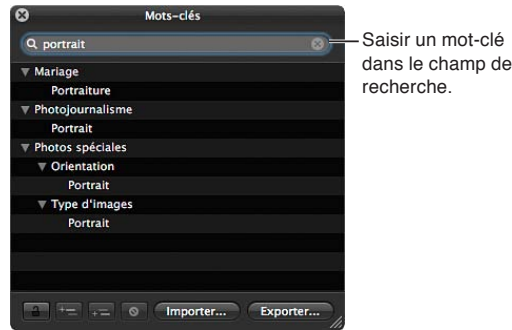 Mots-clés
portrait
Saisir un mot-clé
dans le champ de
recherche.
Mariage
Portraiture
Photojournalisme
Portrait
Photos spéciales
Orientation
Portrait
Type d'images
Portrait
Importer...
Exporter...